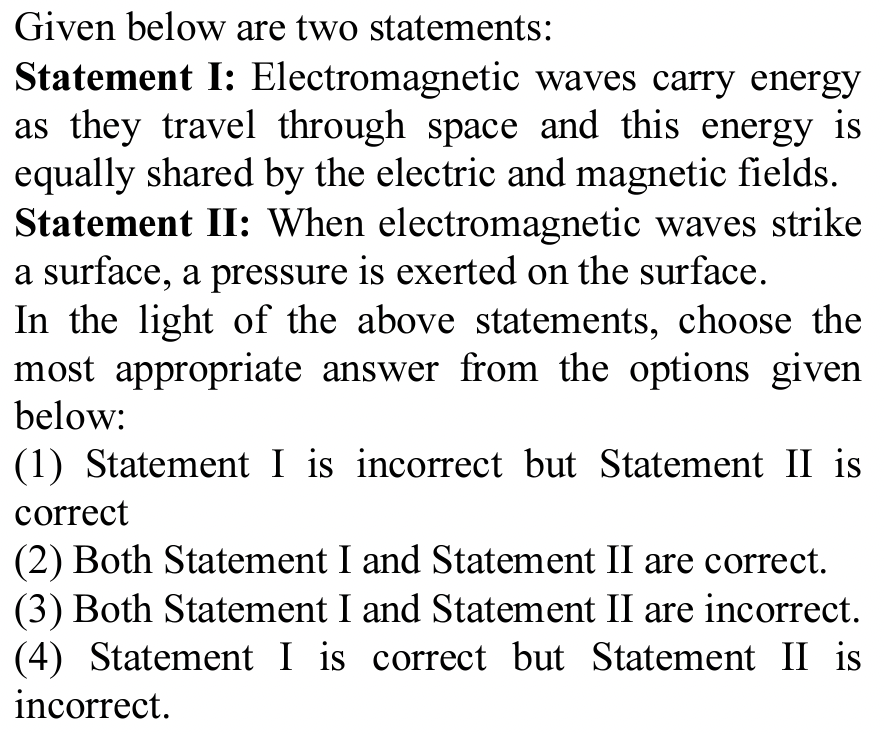 Given below are two statements:
Statement I: Electromagnetic waves carry energy
as they travel through space and this energy is
equally shared by the electric and magnetic fields.
Statement II: When electromagnetic waves strike
a surface, a pressure is exerted on the surface.
In the light of the above statements, choose the
most appropriate answer from the options given
below:
(1) Statement I is incorrect but Statement II is
correct
(2) Both Statement I and Statement II are correct.
(3) Both Statement I and Statement II are incorrect.
(4) Statement I is correct but Statement II is
incorrect.